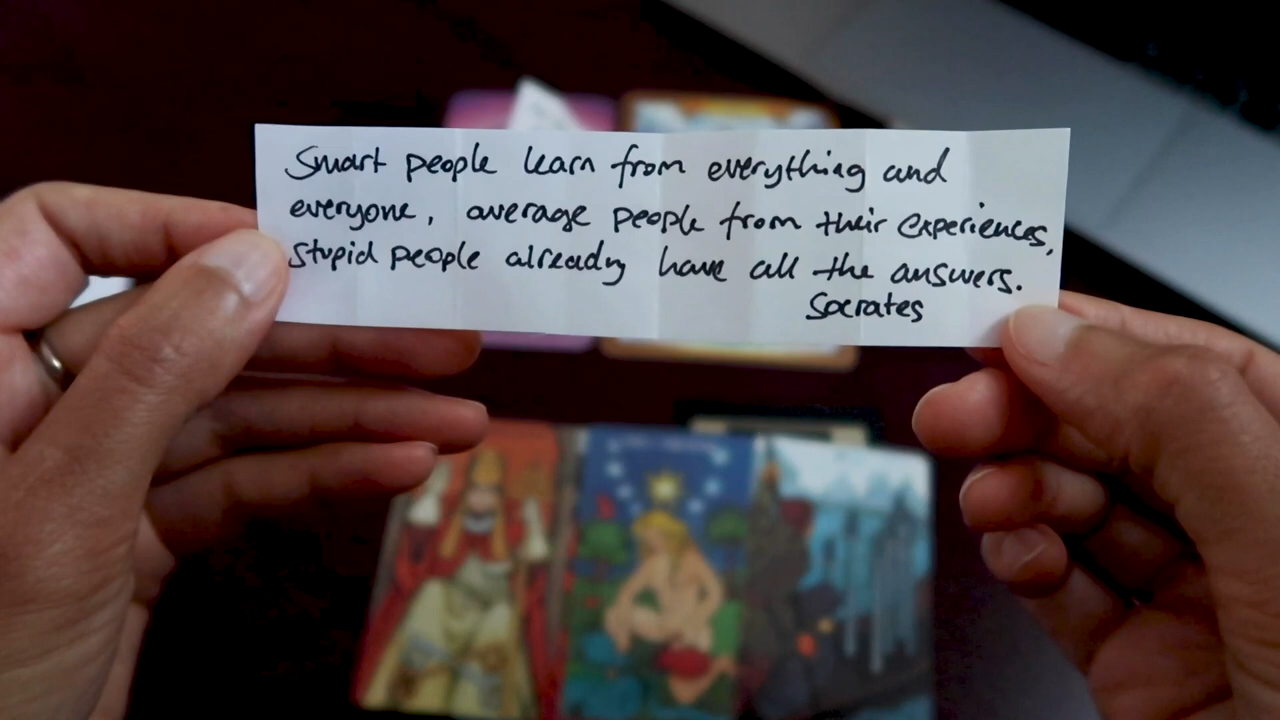 Smart people learn from everything and
everyone, average people from their experiences,
stupid people already have all the answers.
Socrates